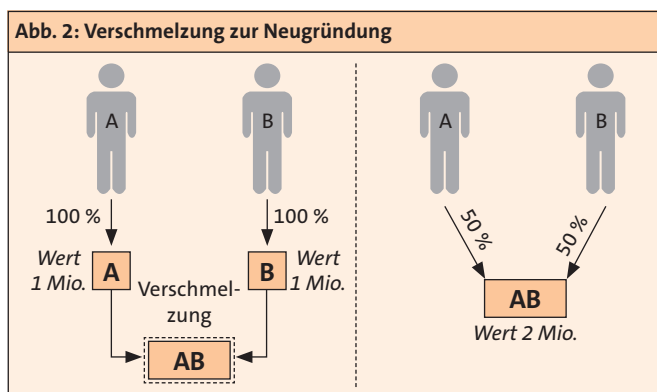 Abb. 2: Verschmelzung zur Neugründung
A
B
100 %
100 %
Wert
1 Mio.
A
B
Wert
1 Mio.
Verschmel-
zung
AB
A
B
50 %
50 %
AB
Wert 2 Mio.